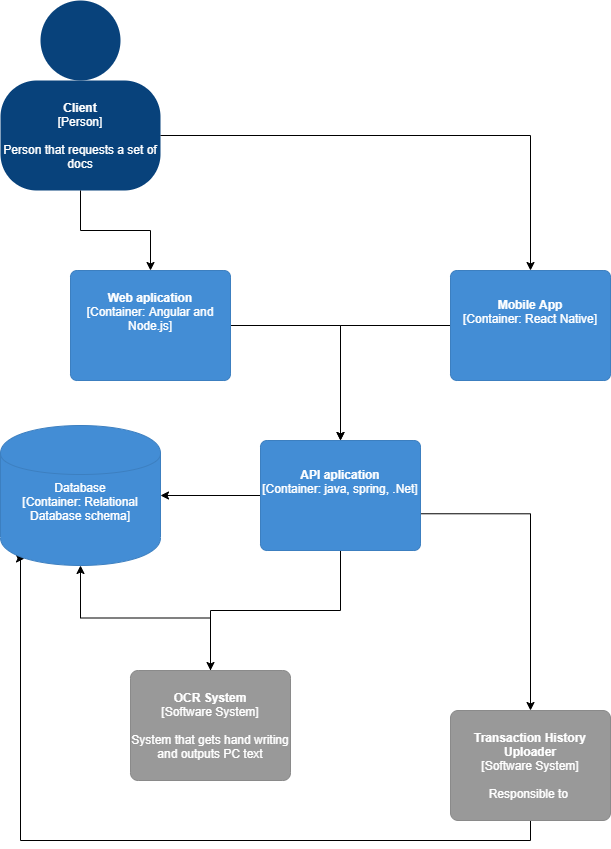 Client
[Person]
Person that requests a set of
docs
Web aplication
[Container: Angular and
Node.js]
Mobile App
[Container: React Native]
Database
[Container: Relational
Database schema]
API aplication
[Container: java, spring, .Net]
OCR System
[Software System]
System that gets hand writing
and outputs PC text
Transaction History
Uploader
[Software System]
Responsible to